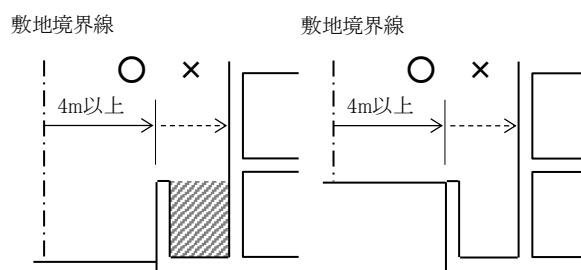 敷地境界線
敷地境界線
○ ×
○ ×
4m以上
4m以上